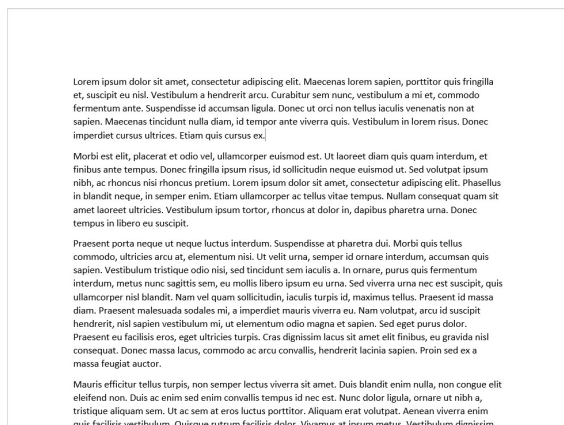 Lorem ipsum dolor sit amet, consectetur adipiscing elit. Maecenas lorem sapien, porttitor quis fringilla
et, suscipit eu nisl. Vestibulum a hendrerit arcu. Curabitur sem nunc, vestibulum a mi et, commodo
fermentum ante. Suspendisse id accumsan ligula. Donec ut orci non tellus iaculis venenatis non at
sapien. Maecenas tincidunt nulla diam, id tempor ante viverra quis. Vestibulum in lorem risus. Donec
imperdiet cursus ultrices. Etiam quis cursus ex.
Morbi est elit, placerat et odio vel, ullamcorper euismod est. Ut laoreet diam quis quam interdum, et
finibus ante tempus. Donec fringilla ipsum risus, id sollicitudin neque euismod ut. Sed volutpat ipsum
nibh, ac rhoncus nisi rhoncus pretium. Lorem ipsum dolor sit amet, consectetur adipiscing elit. Phasellus
in blandit neque, in semper enim. Etiam ullamcorper ac tellus vitae tempus. Nullam consequat quam sit
amet laoreet ultricies. Vestibulum ipsum tortor, rhoncus at dolor in, dapibus pharetra urna. Donec
tempus in libero eu suscipit.
Praesent porta neque ut neque luctus interdum. Suspendisse at pharetra dui. Morbi quis tellus
commodo, ultricies arcu at, elementum nisi. Ut velit urna, semper id ornare interdum, accumsan quis
sapien. Vestibulum tristique odio nisi, sed tincidunt sem iaculis a. In ornare, purus quis fermentum
interdum, metus nunc sagittis sem, eu mollis libero ipsum eu urna. Sed viverra urna nec est suscipit, quis
ullamcorper nisl blandit. Nam vel quam sollicitudin, iaculis turpis id, maximus tellus. Praesent id massa
diam. Praesent malesuada sodales mi, a imperdiet mauris viverra eu. Nam volutpat, arcu id suscipit
hendrerit, nisl sapien vestibulum mi, ut elementum odio magna et sapien. Sed eget purus dolor.
Praesent eu facilisis eros, eget ultricies turpis. Cras dignissim lacus sit amet elit finibus, eu gravida nisl
consequat. Donec massa lacus, commodo ac arcu convallis, hendrerit lacinia sapien. Proin sed ex a
massa feugiat auctor.
Mauris efficitur tellus turpis, non semper lectus viverra sit amet. Duis blandit enim nulla, non congue elit
eleifend non. Duis ac enim sed enim convallis tempus id nec est. Nunc dolor ligula, ornare ut nibh a,
tristique aliquam sem. Ut ac sem at eros luctus porttitor. Aliquam erat volutpat. Aenean viverra enim
quis facilisis vestibulum. Quisque rutrum facilisis dolor. Vivamus at ipsum metus. Vestibulum dignissim